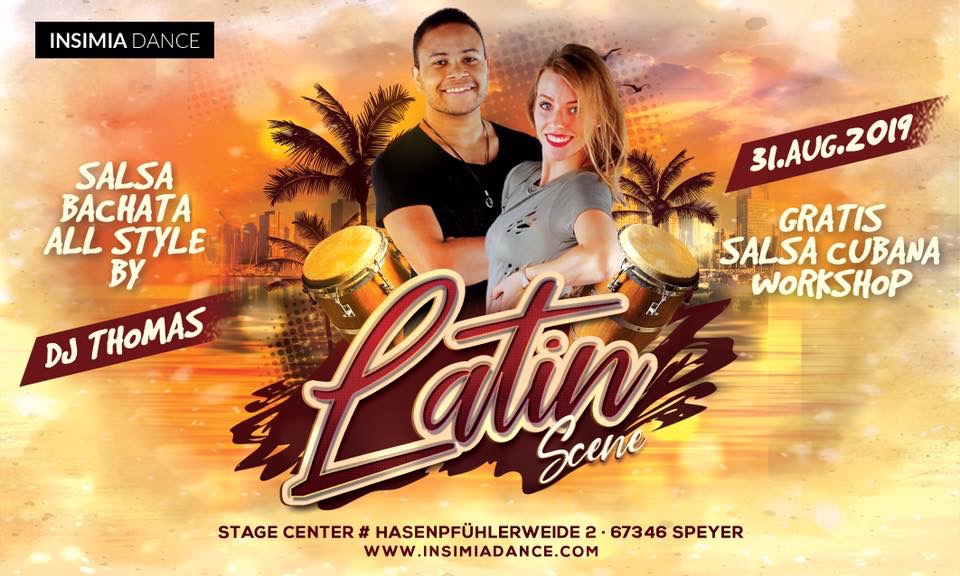 INSIMIA DANCE
SALSA
BACHATA
ALL STYLE
BY
DJ THOMAS
31.AUG.2019
GRATIS
SALSA CUBANA
WORKSHOP
Latin
Scene
STAGE CENTER # HASENPFÜHLERWEIDE 2 · 67346 SPEYER
WWW.INSIMIADANCE.COM